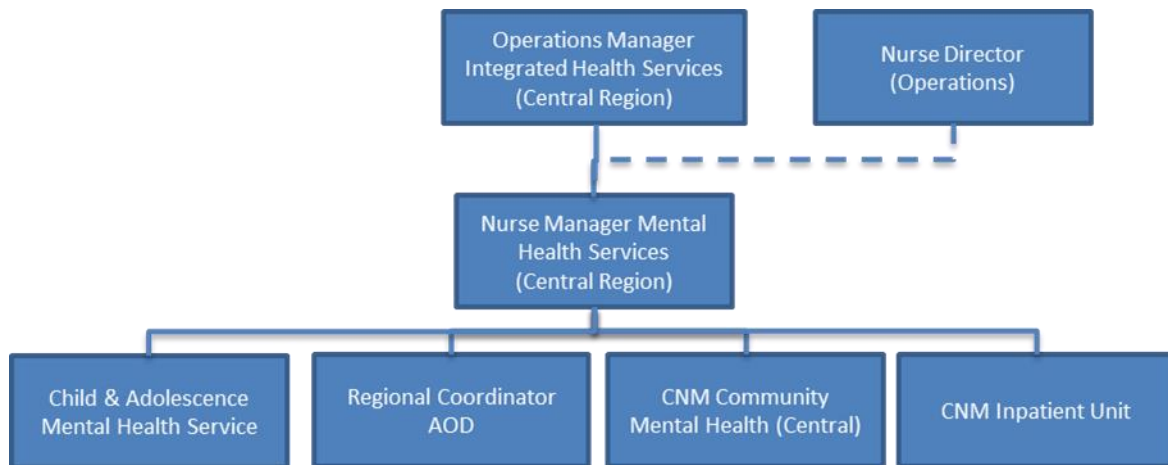 Operations Manager
Integrated Health Services
(Central Region)
Nurse Director
(Operations)
Nurse Manager Mental
Health Services
(Central Region)
Child & Adolescence
Mental Health Service
Regional Coordinator
AOD
CNM Community
Mental Health (Central)
CNM Inpatient Unit